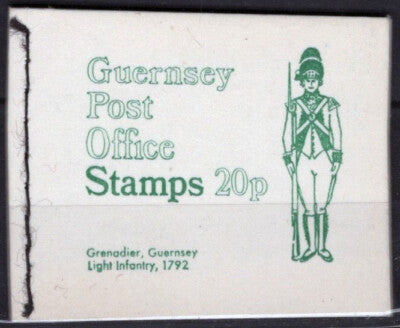 Guernsey
Post
Office
Stamps 20p
Grenadier, Guernsey
Light Infantry, 1792